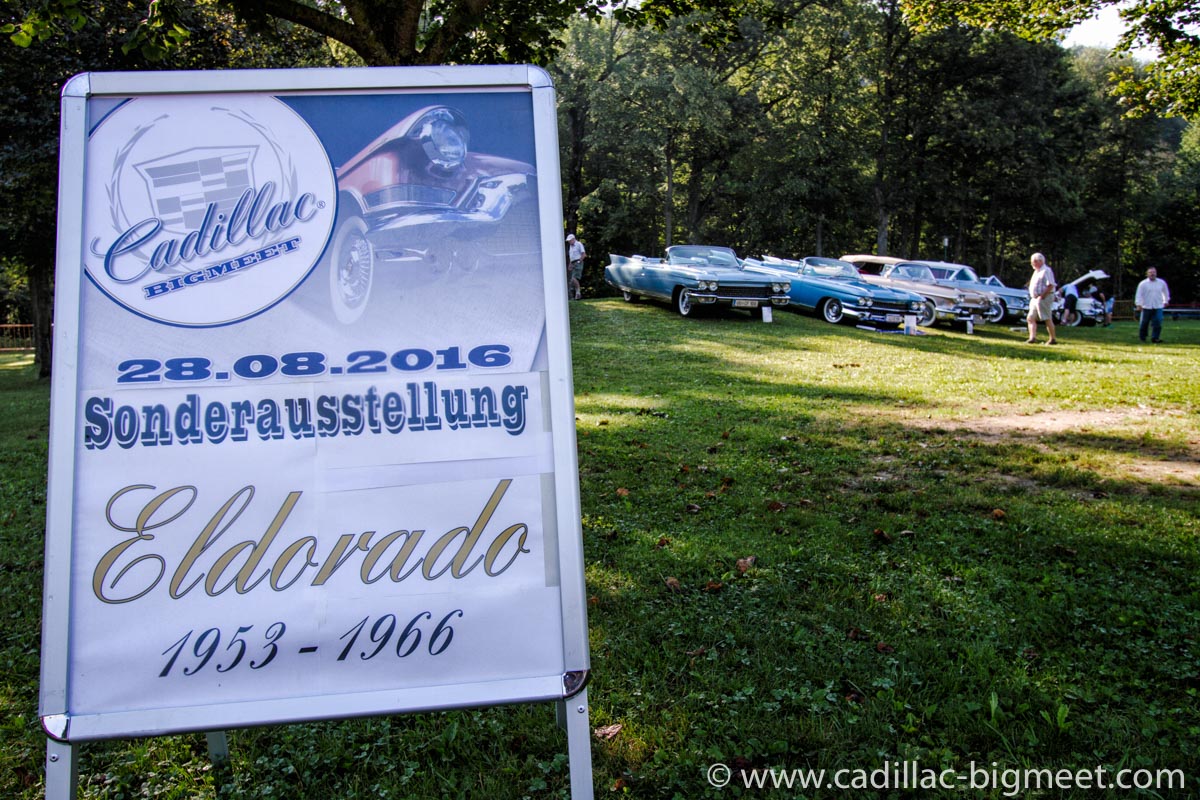 Cadillac®
BIGMEET
28.08.2016
Sonderausstellung
Eldorado
1953 - 1966
© www.cadillac-bigmeet.com